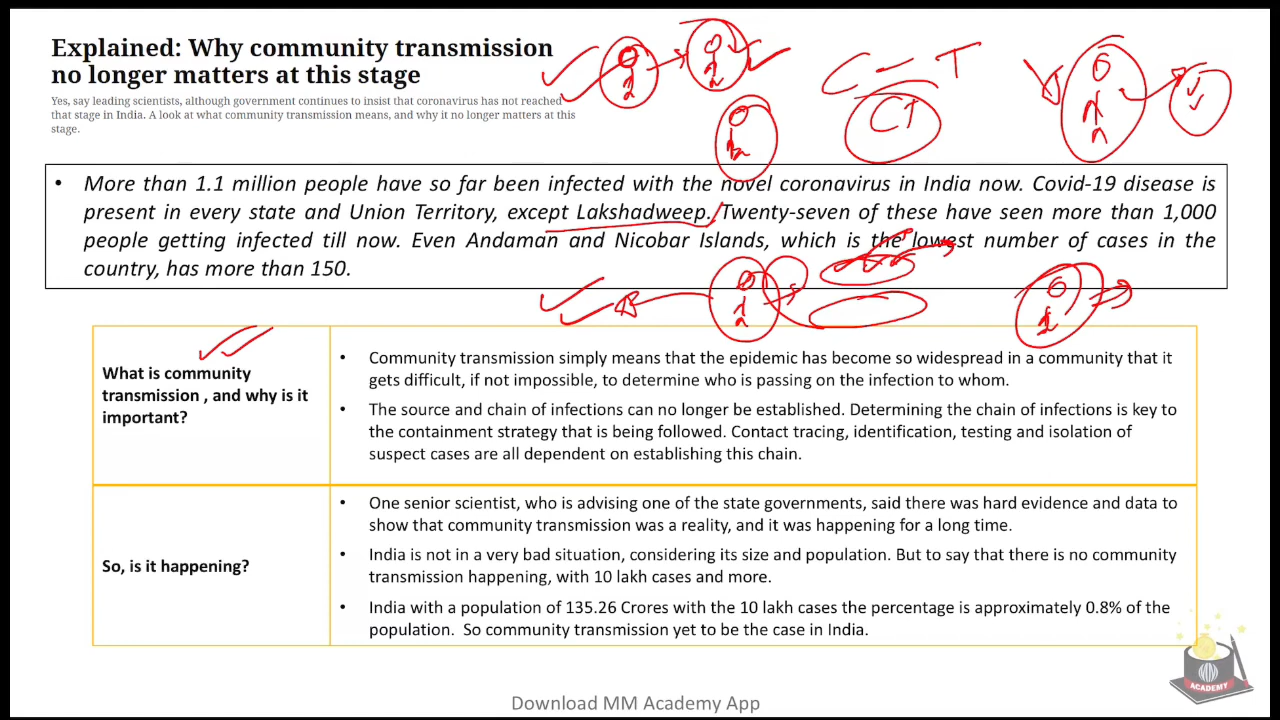 Explained: Why community transmission
no longer matters at this stage
Yes, say leading scientists, although government continues to insist that coronavirus has not reached
that stage in India. A look at what community transmission means, and why it no longer matters at this
stage.
C - T
CT
• More than 1.1 million people have so far been infected with the novel coronavirus in India now. Covid-19 disease is
present in every state and Union Territory, except Lakshadweep. Twenty-seven of these have seen more than 1,000
people getting infected till now. Even Andaman and Nicobar Islands, which is the lowest number of cases in the
country, has more than 150.
What is community
transmission , and why is it
important?
• Community transmission simply means that the epidemic has become so widespread in a community that it
gets difficult, if not impossible, to determine who is passing on the infection to whom.
• The source and chain of infections can no longer be established. Determining the chain of infections is key to
the containment strategy that is being followed. Contact tracing, identification, testing and isolation of
suspect cases are all dependent on establishing this chain.
So, is it happening?
• One senior scientist, who is advising one of the state governments, said there was hard evidence and data to
show that community transmission was a reality, and it was happening for a long time.
• India is not in a very bad situation, considering its size and population. But to say that there is no community
transmission happening, with 10 lakh cases and more.
• India with a population of 135.26 Crores with the 10 lakh cases the percentage is approximately 0.8% of the
population. So community transmission yet to be the case in India.
ACADEMY
Download MM Academy App